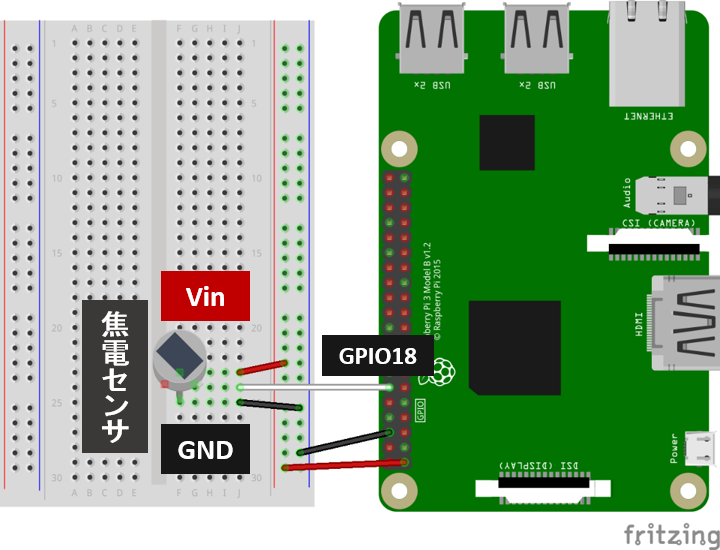 A B C D E
F G H I J
1
1
5
5
10
10
15
15
20
20
25
30
30
A B C D E
F G H I J
Vin
焦電センサ
GND
GPIO18
USB 2x
USB 2x
ETHERNET
Audio
CSI (CAMERA)
HDMI
Raspberry Pi 3 Model B v1.2
© Raspberry Pi 2015
GPIO
Power
DSI (DISPLAY)
fritzing